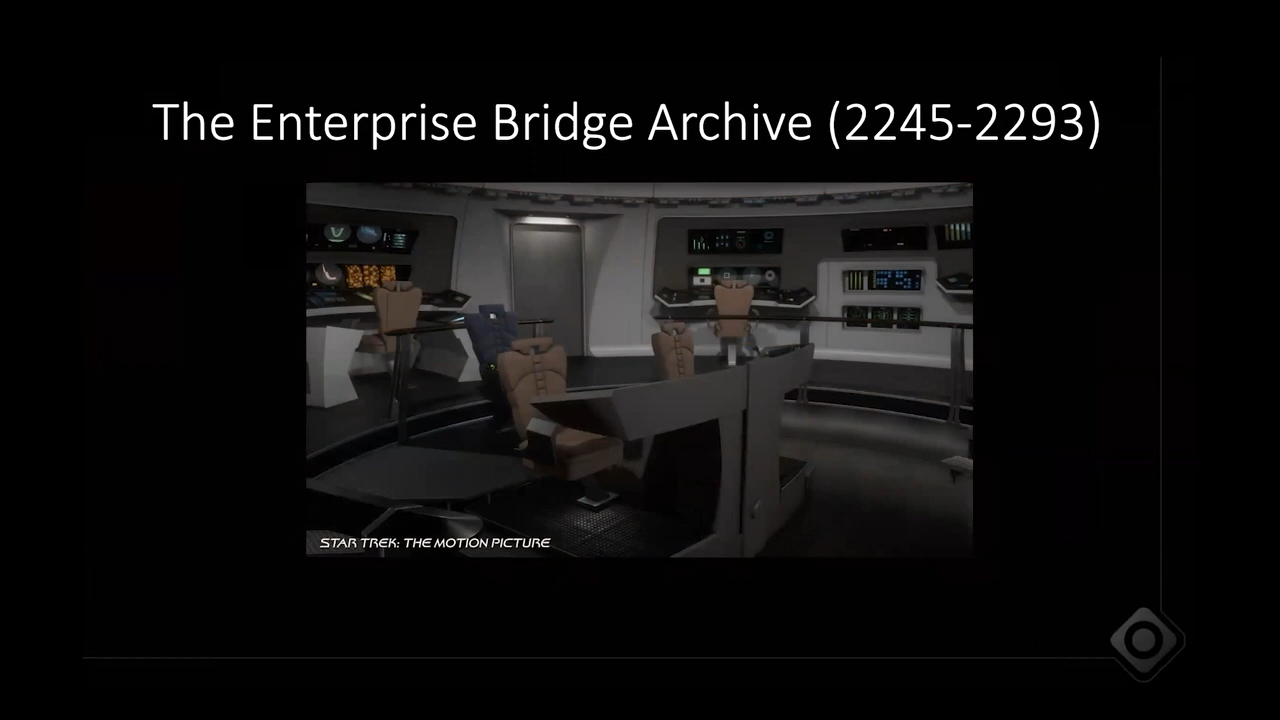 The Enterprise Bridge Archive (2245-2293)
STAR TREK: THE MOTION PICTURE